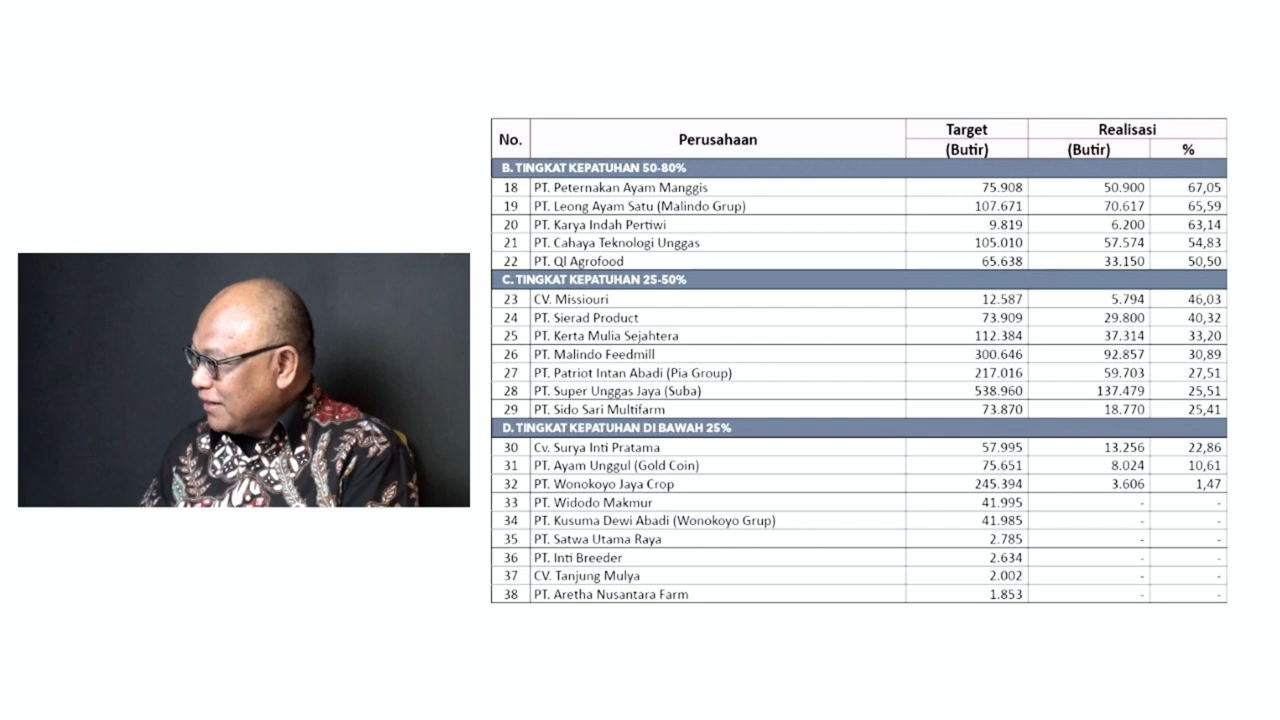 No. Perusahaan Target Realisasi
(Butir) (Butir) %
B. TINGKAT KEPATUHAN 50-80%
18 PT. Peternakan Ayam Manggis 75.908 50.900 67,05
19 PT. Leong Ayam Satu (Malindo Grup) 107.671 70.617 65,59
20 PT. Karya Indah Pertiwi 9.819 6.200 63,14
21 PT. Cahaya Teknologi Unggas 105.010 57.574 54,83
22 PT. QI Agrofood 65.638 33.150 50,50
C. TINGKAT KEPATUHAN 25-50%
23 CV. Missiouri 12.587 5.794 46,03
24 PT. Sierad Product 73.909 29.800 40,32
25 PT. Kerta Mulia Sejahtera 112.384 37.314 33,20
26 PT. Malindo Feedmill 300.646 92.857 30,89
27 PT. Patriot Intan Abadi (Pia Group) 217.016 59.703 27,51
28 PT. Super Unggas Jaya (Suba) 538.960 137.479 25,51
29 PT. Sido Sari Multifarm 73.870 18.770 25,41
D. TINGKAT KEPATUHAN DI BAWAH 25%
30 Cv. Surya Inti Pratama 57.995 13.256 22,86
31 PT. Ayam Unggul (Gold Coin) 75.651 8.024 10,61
32 PT. Wonokoyo Jaya Crop 245.394 3.606 1,47
33 PT. Widodo Makmur 41.995 - -
34 PT. Kusuma Dewi Abadi (Wonokoyo Grup) 41.985 - -
35 PT. Satwa Utama Raya 2.785 - -
36 PT. Inti Breeder 2.634 - -
37 CV. Tanjung Mulya 2.002 - -
38 PT. Aretha Nusantara Farm 1.853 - -